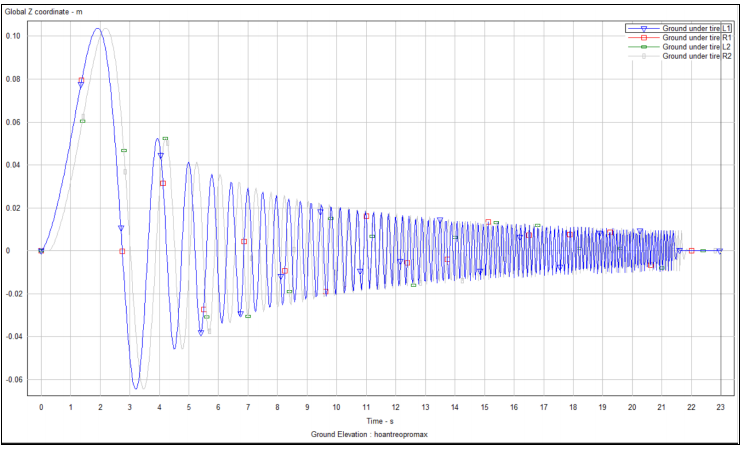 Global Z coordinate - m
Ground under tire L1
Ground under tire R1
Ground under tire L2
Ground under tire R2
0.10
0.08
0.06
0.04
0.02
0
-0.02
-0.04
-0.06
0 1 2 3 4 5 6 7 8 9 10 11 12 13 14 15 16 17 18 19 20 21 22 23
Time - s
Ground Elevation : hoantreopromax